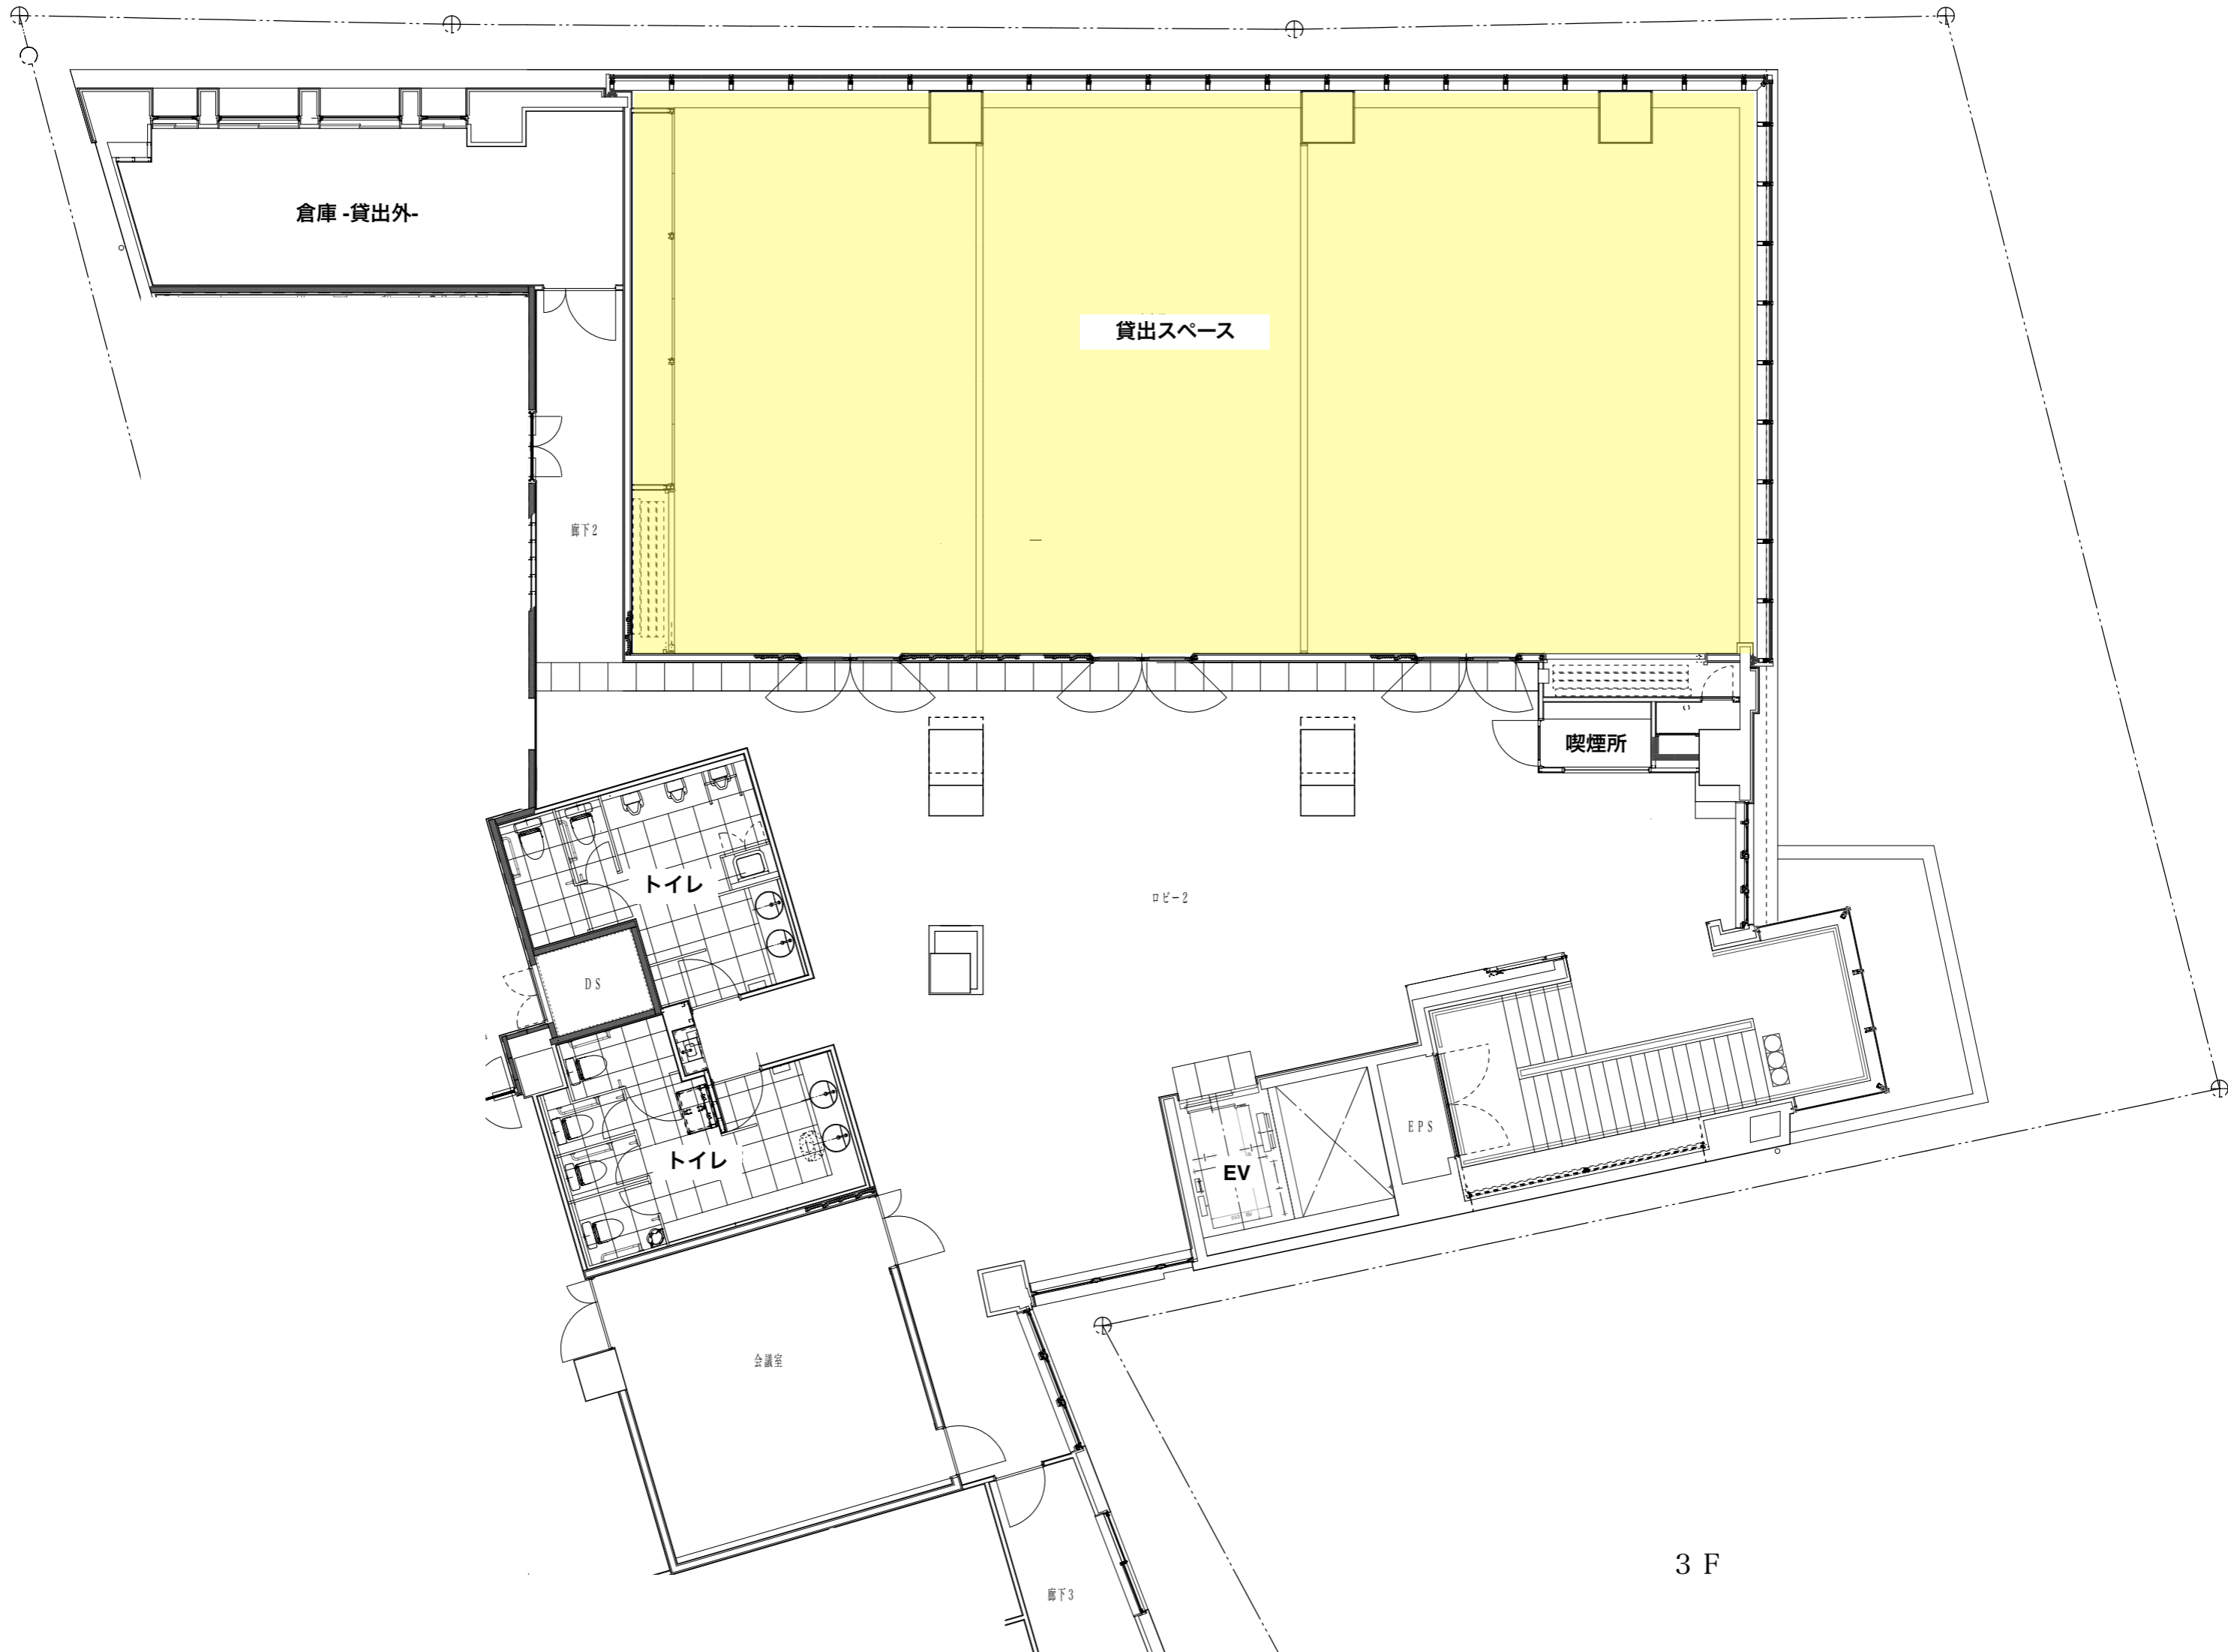 倉庫 -貸出外-
貸出スペース
廊下2
喫煙所
トイレ
ロビー2
DS
EPS
トイレ
EV
会議室
3 F
廊下3